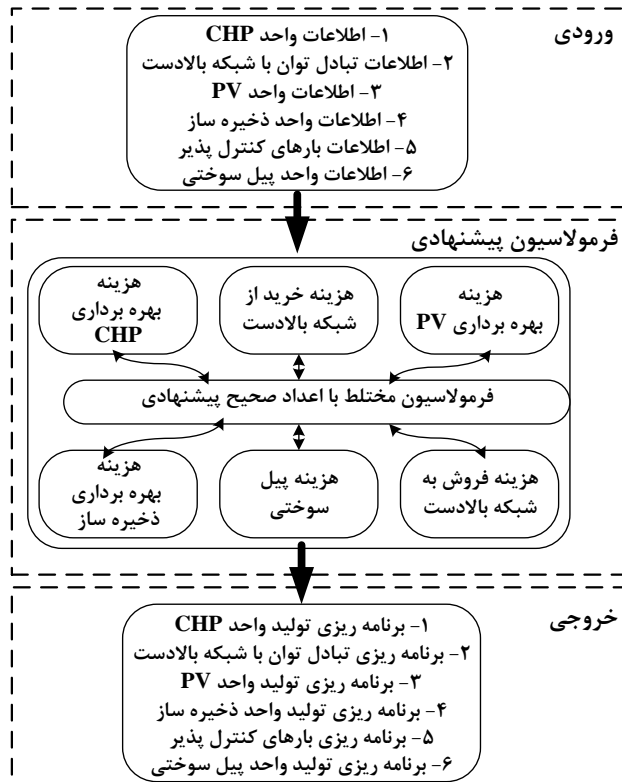 ورودی
۱- اطلاعات واحد CHP
۲- اطلاعات تبادل توان با شبکه بالادست
۳- اطلاعات واحد PV
۴- اطلاعات واحد ذخیره ساز
۵- اطلاعات بارهای کنترل پذیر
۶- اطلاعات واحد پیل سوختی
فرمولاسیون پیشنهادی
هزینه
بهره برداری PV
هزینه خرید از
شبکه بالادست
هزینه
بهره برداری
CHP
فرمولاسیون مختلط با اعداد صحیح پیشنهادی
هزینه فروش به
شبکه بالادست
هزینه پیل
سوختی
هزینه
بهره برداری
ذخیره ساز
خروجی
۱- برنامه ریزی تولید واحد CHP
۲- برنامه ریزی تبادل توان با شبکه بالادست
۳- برنامه ریزی تولید واحد PV
۴- برنامه ریزی تولید واحد ذخیره ساز
۵- برنامه ریزی بارهای کنترل پذیر
۶- برنامه ریزی تولید واحد پیل سوختی